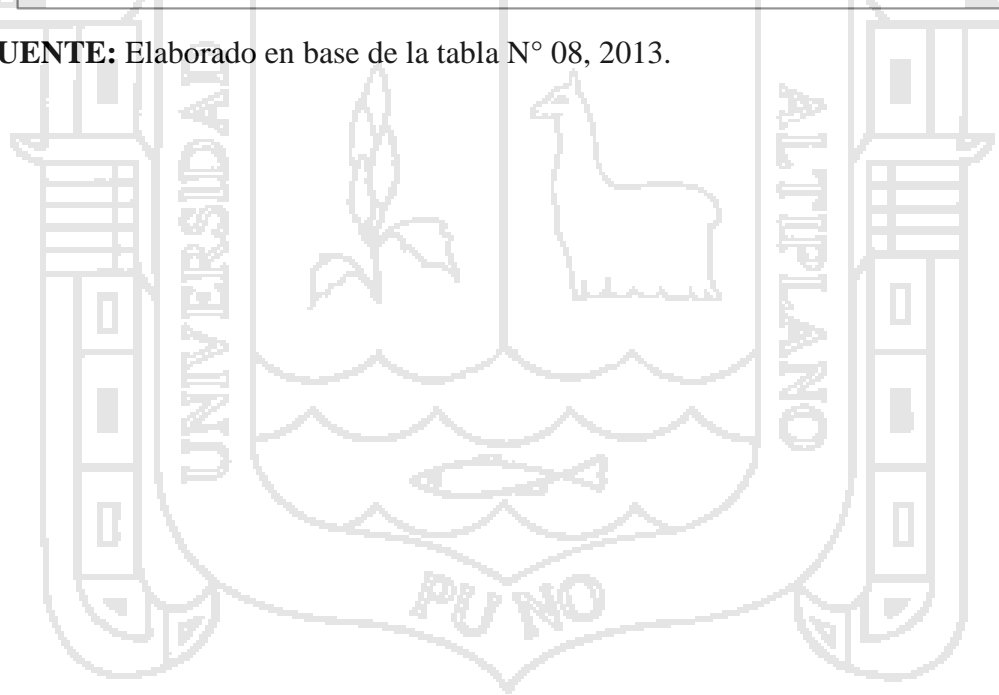 UENTE: Elaborado en base de la tabla N° 08, 2013.
UNIVERSIDAD
ALTIPLANO
PUNO